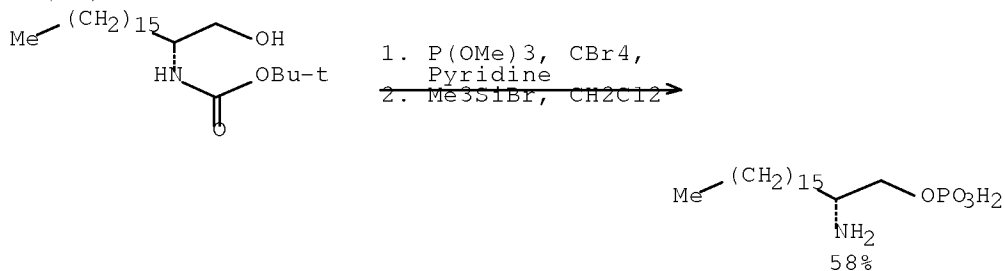 Me (CH2)15 OH
HN OBu-t
O
1. P(OMe)3, CBr4,
Pyridine
2. Me3SiBr, CH2Cl2
Me (CH2)15 OPO3H2
NH2
58%